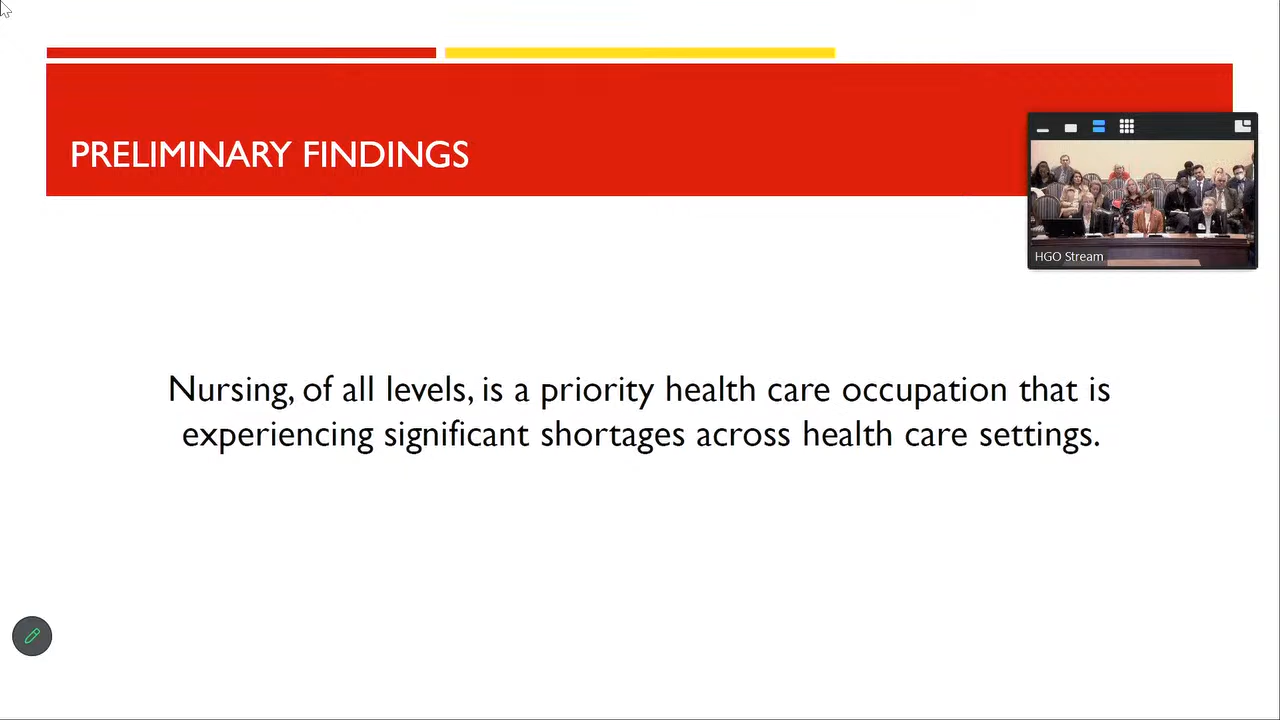 PRELIMINARY FINDINGS
HGO Stream
Nursing, of all levels, is a priority health care occupation that is
experiencing significant shortages across health care settings.